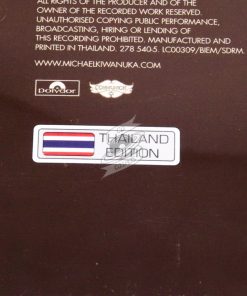 ALL RIGHTS OF THE PRODUCER AND OF THE
OWNER OF THE RECORDED WORK RESERVED.
UNAUTHORISED COPYING PUBLIC PERFORMANCE,
BROADCASTING, HIRING OR LENDING OF
THIS RECORDING PROHIBITED. MANUFACTURED AND
PRINTED IN THAILAND. 278 540-5. LC00309/BIEM/SDRM.
WWW.MICHAELKIWANUKA.COM
polydor
THAILAND
EDITION